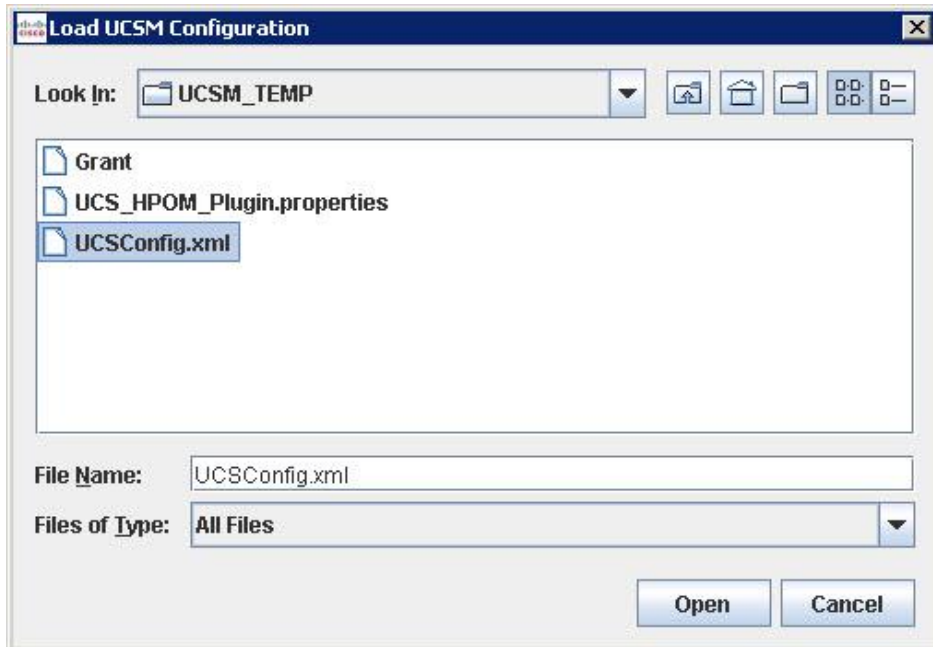 Load UCSM Configuration
Look In: UCSM_TEMP
Grant
UCS_HPOM_Plugin.properties
UCSConfig.xml
File Name: UCSConfig.xml
Files of Type: All Files
Open Cancel